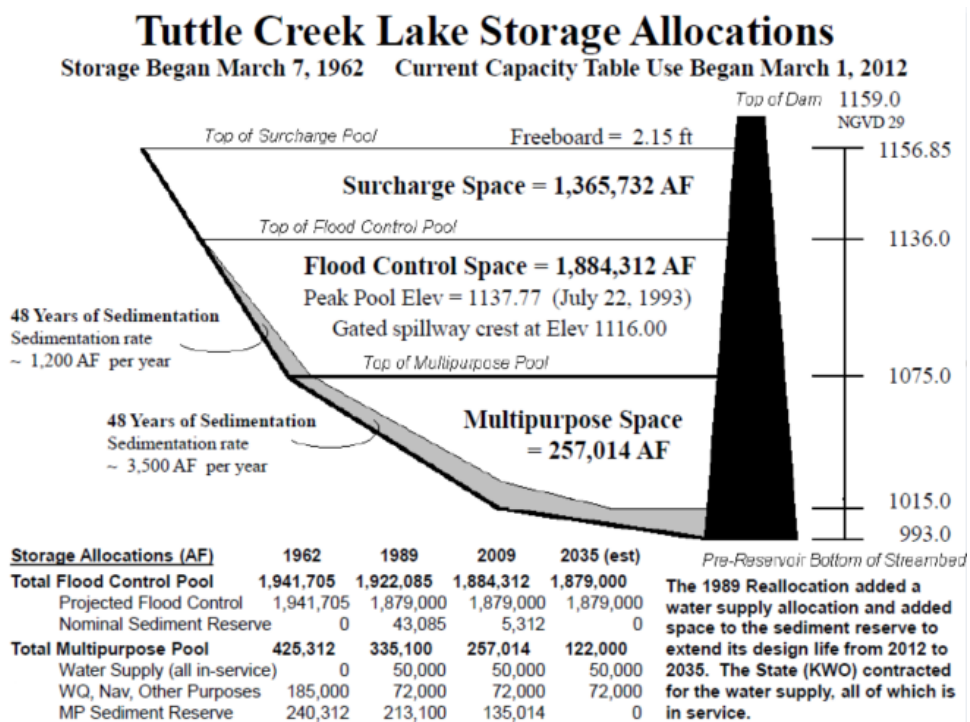 Tuttle Creek Lake Storage Allocations
Storage Began March 7, 1962 Current Capacity Table Use Began March 1, 2012
Top of Dam 1159.0
NGVD 29
Top of Surcharge Pool Freeboard = 2.15 ft
1156.85
Surcharge Space = 1,365,732 AF
Top of Flood Control Pool
1136.0
Flood Control Space = 1,884,312 AF
Peak Pool Elev = 1137.77 (July 22, 1993)
Gated spillway crest at Elev 1116.00
48 Years of Sedimentation
Sedimentation rate
~ 1,200 AF per year
Top of Multipurpose Pool
1075.0
48 Years of Sedimentation
Sedimentation rate
~ 3,500 AF per year
Multipurpose Space
= 257,014 AF
1015.0
993.0
Pre-Reservoir Bottom of Streambed
Storage Allocations (AF) 1962 1989 2009 2035 (est)
Total Flood Control Pool 1,941,705 1,922,085 1,884,312 1,879,000
Projected Flood Control 1,941,705 1,879,000 1,879,000 1,879,000
Nominal Sediment Reserve 0 43,085 5,312 0
Total Multipurpose Pool 425,312 335,100 257,014 122,000
Water Supply (all in-service) 0 50,000 50,000 50,000
WQ, Nav, Other Purposes 185,000 72,000 72,000 72,000
MP Sediment Reserve 240,312 213,100 135,014 0
The 1989 Reallocation added a
water supply allocation and added
space to the sediment reserve to
extend its design life from 2012 to
2035. The State (KWO) contracted
for the water supply, all of which is
in service.